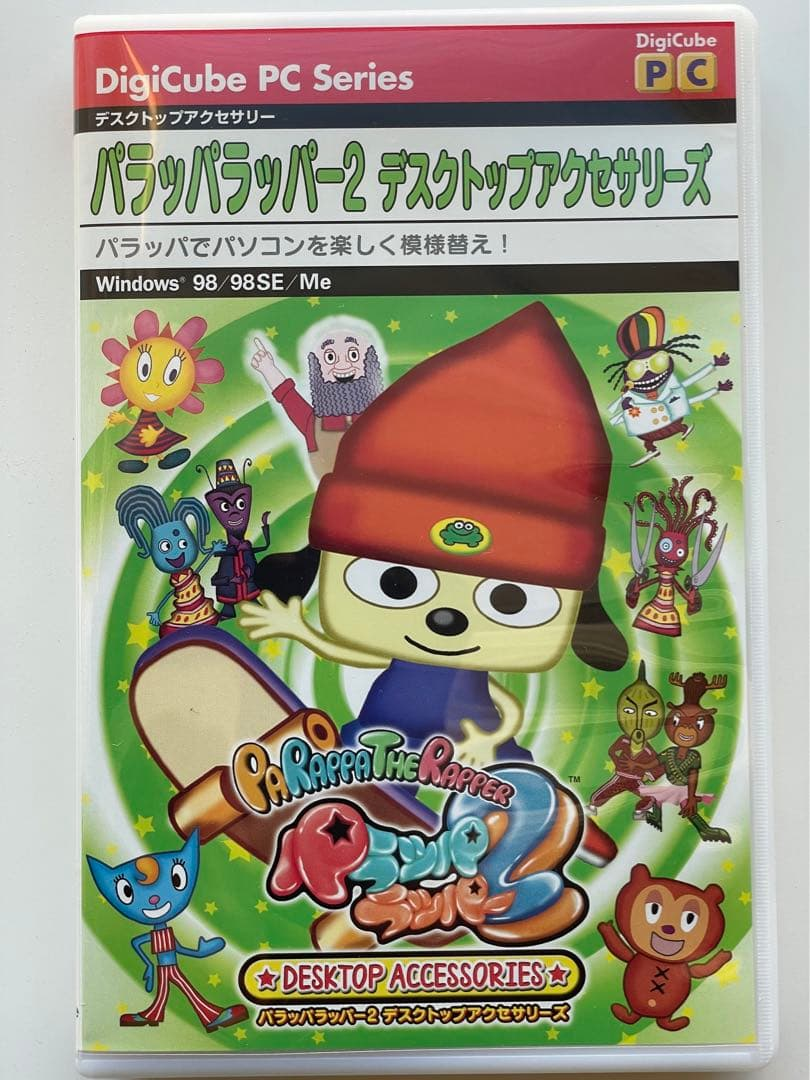 DigiCube PC Series
DigiCube
PC
デスクトップアクセサリー
パラッパラッパー2 デスクトップアクセサリーズ
パラッパでパソコンを楽しく模様替え!
Windows® 98/98SE/Me
PARAPPA THE RAPPER
TM
パラッパラッパー2
★DESKTOP ACCESSORIES★
パラッパラッパー2 デスクトップアクセサリーズ